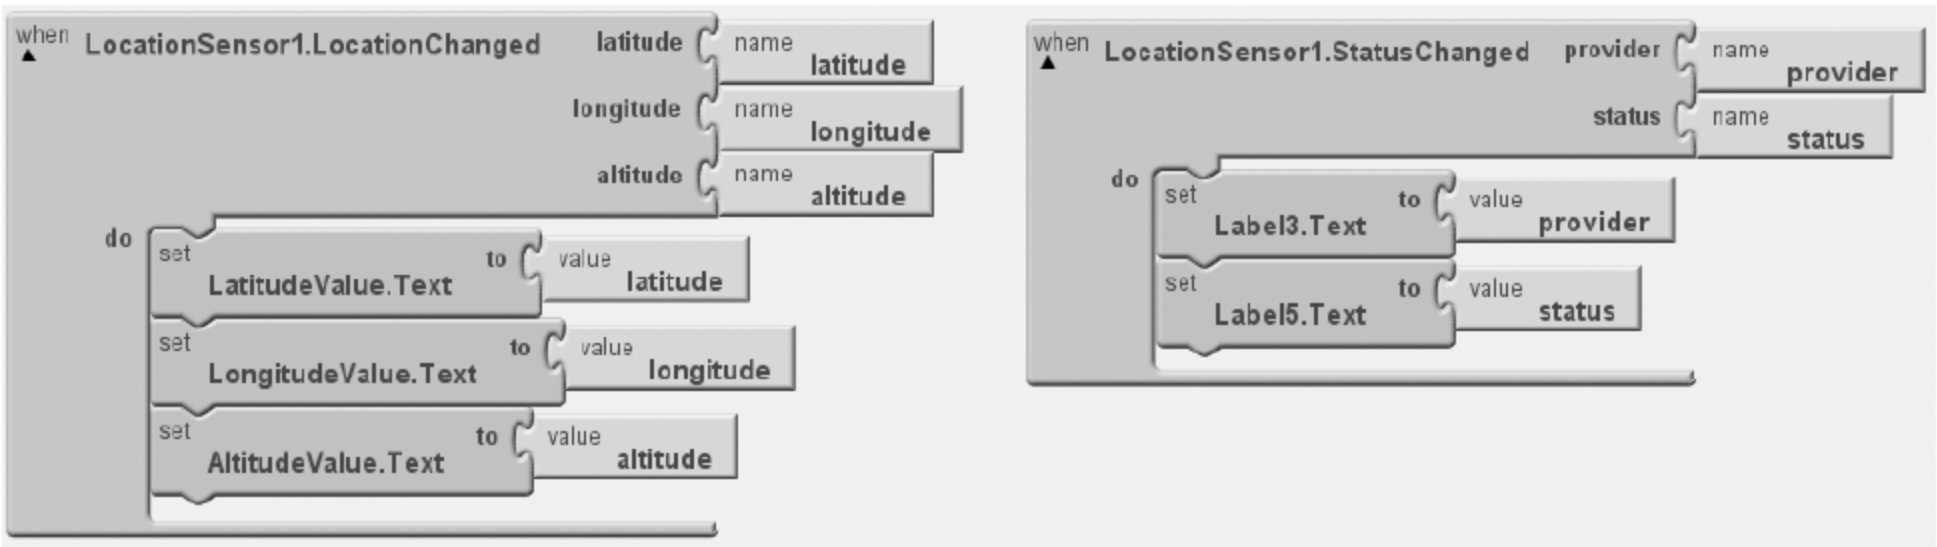 when LocationSensor1.LocationChanged latitude name latitude
longitude name longitude
altitude name altitude
do
set LatitudeValue.Text to value latitude
set LongitudeValue.Text to value longitude
set AltitudeValue.Text to value altitude
when LocationSensor1.StatusChanged provider name provider
status name status
do
set Label3.Text to value provider
set Label5.Text to value status